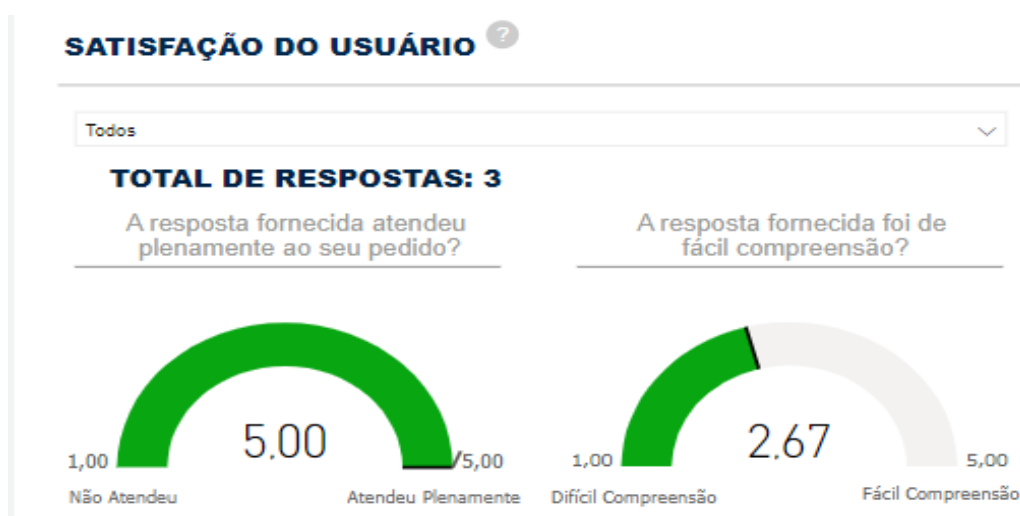 SATISFAÇÃO DO USUÁRIO ?
Todos
TOTAL DE RESPOSTAS: 3
A resposta fornecida atendeu
plenamente ao seu pedido?
5,00
1,00
5,00
Não Atendeu
Atendeu Plenamente
A resposta fornecida foi de
fácil compreensão?
2,67
1,00
5,00
Difícil Compreensão
Fácil Compreensão